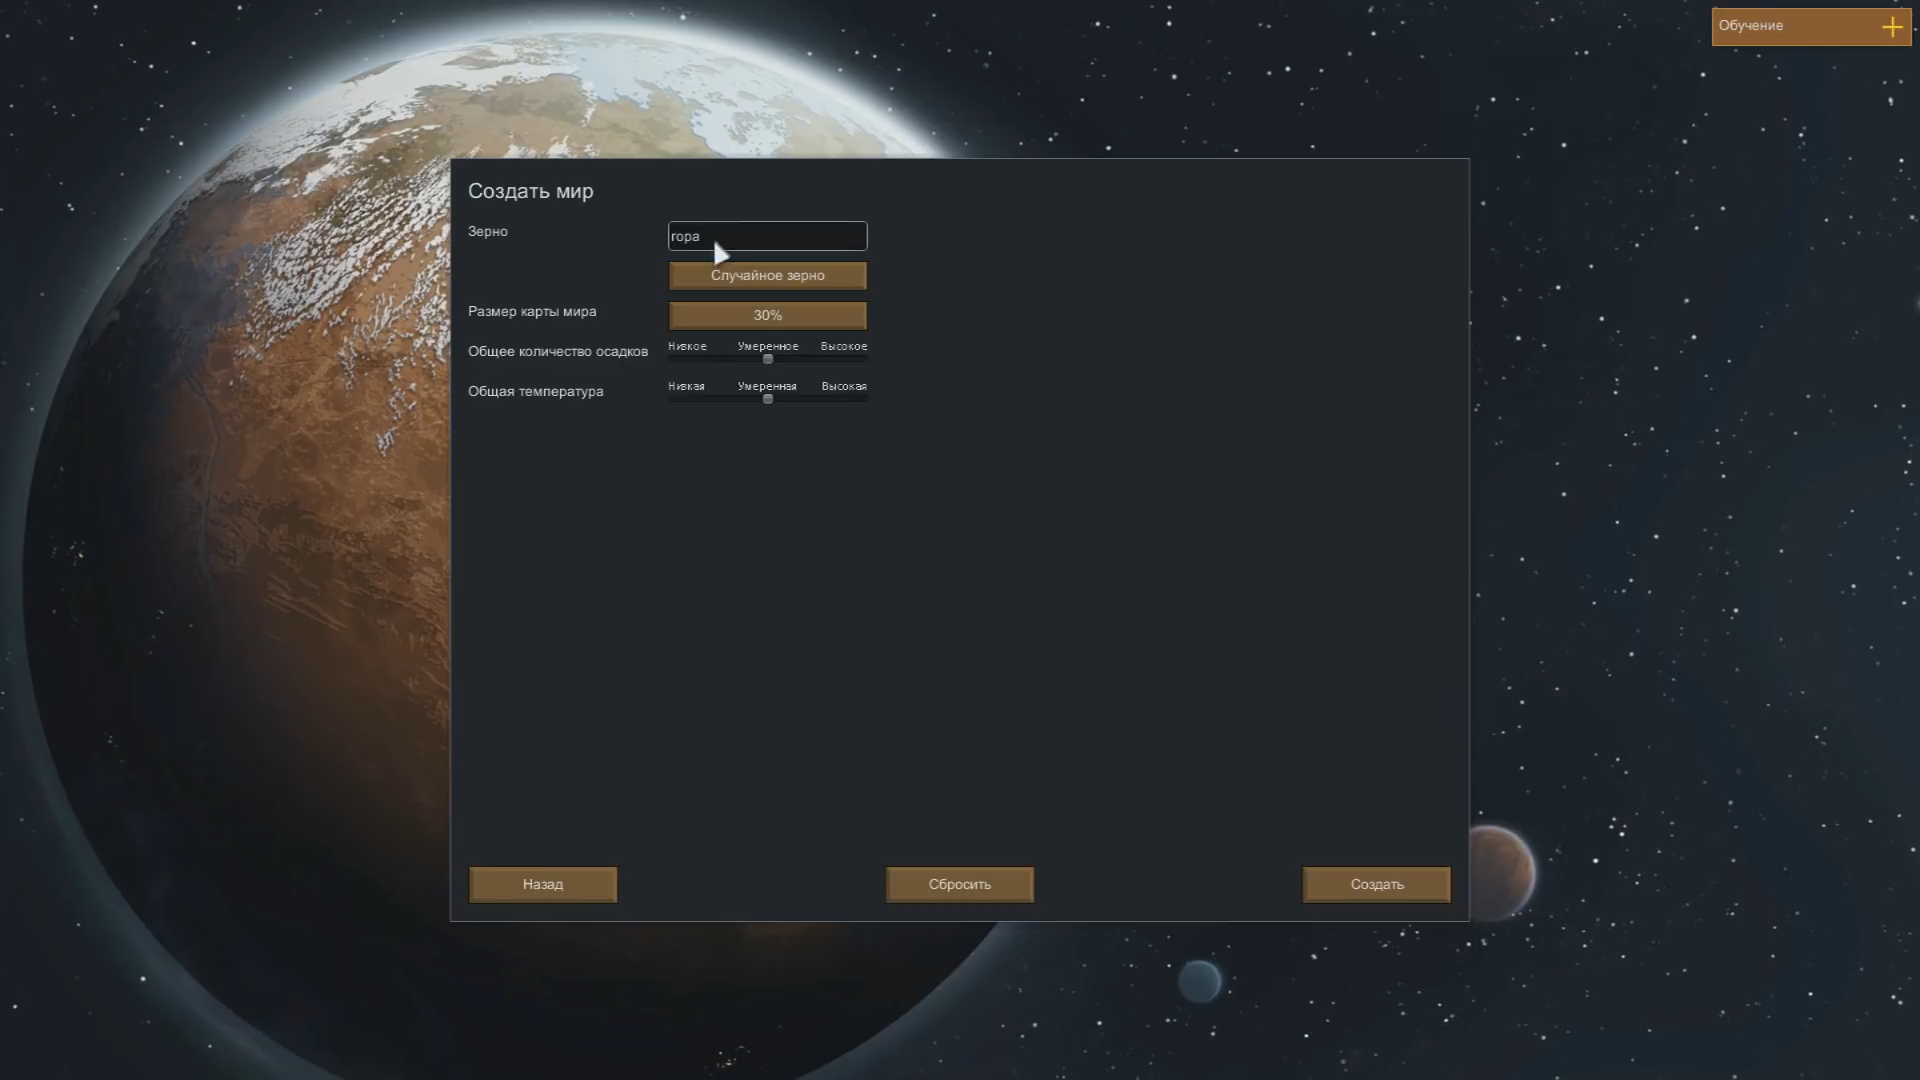 Обучение
Создать мир
Зерно
гора
Случайное зерно
Размер карты мира
30%
Общее количество осадков
Низкое Умеренное Высокое
Общая температура
Низкая Умеренная Высокая
Назад
Сбросить
Создать